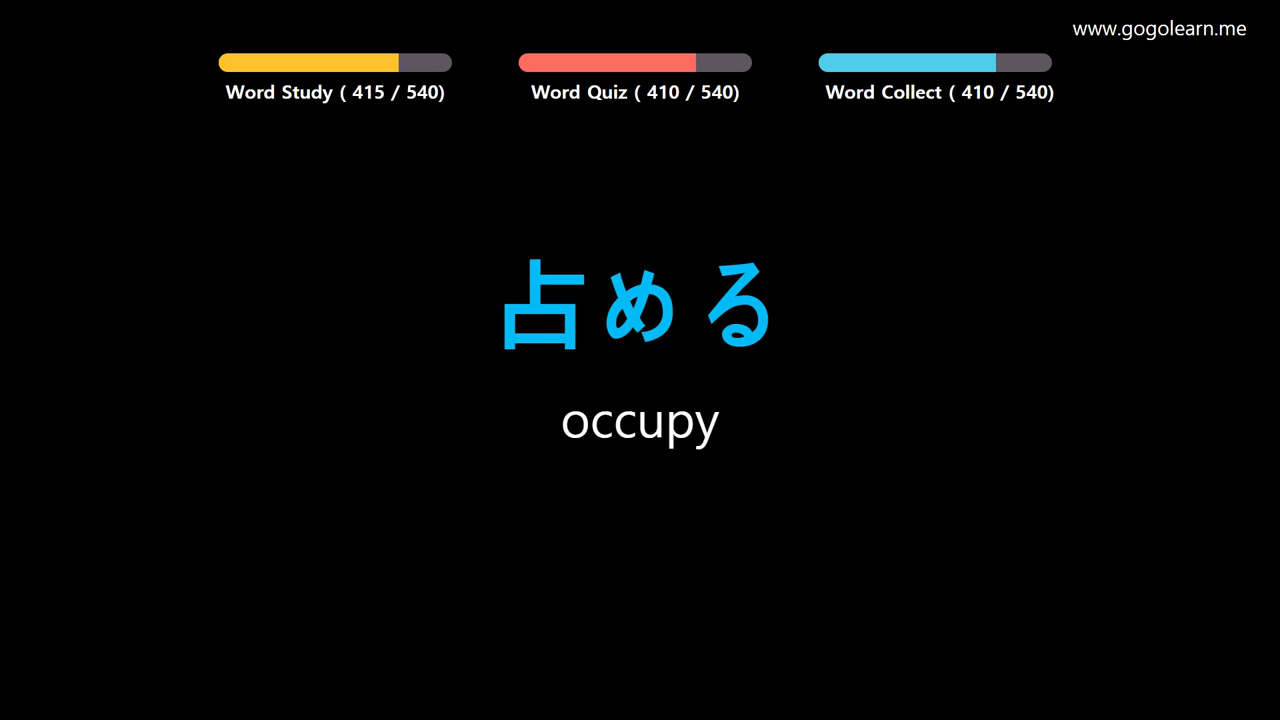 www.gogolearn.me
Word Study ( 415 / 540)
Word Quiz ( 410 / 540)
Word Collect ( 410 / 540)
占める
occupy